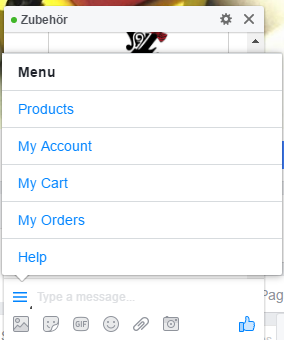 Zubehör
Menu
Products
My Account
My Cart
My Orders
Help
Type a message...
Pag
GIF